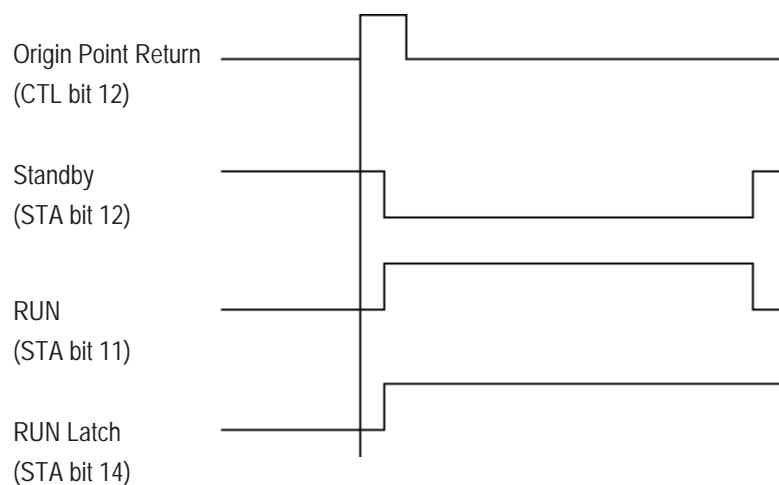 Origin Point Return
(CTL bit 12)
Standby
(STA bit 12)
RUN
(STA bit 11)
RUN Latch
(STA bit 14)